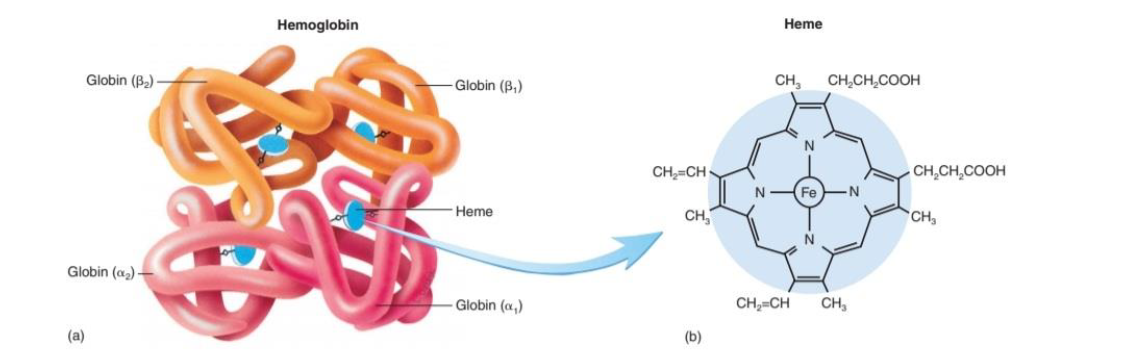 Hemoglobin
Globin (β₂)
Globin (β₁)
Heme
Globin (α₂)
Globin (α₁)
(a)
Heme
CH₃
CH₂CH₂COOH
CH₂=CH
CH₂CH₂COOH
N
N
Fe
N
CH₃
CH₃
N
CH₂=CH
CH₃
(b)